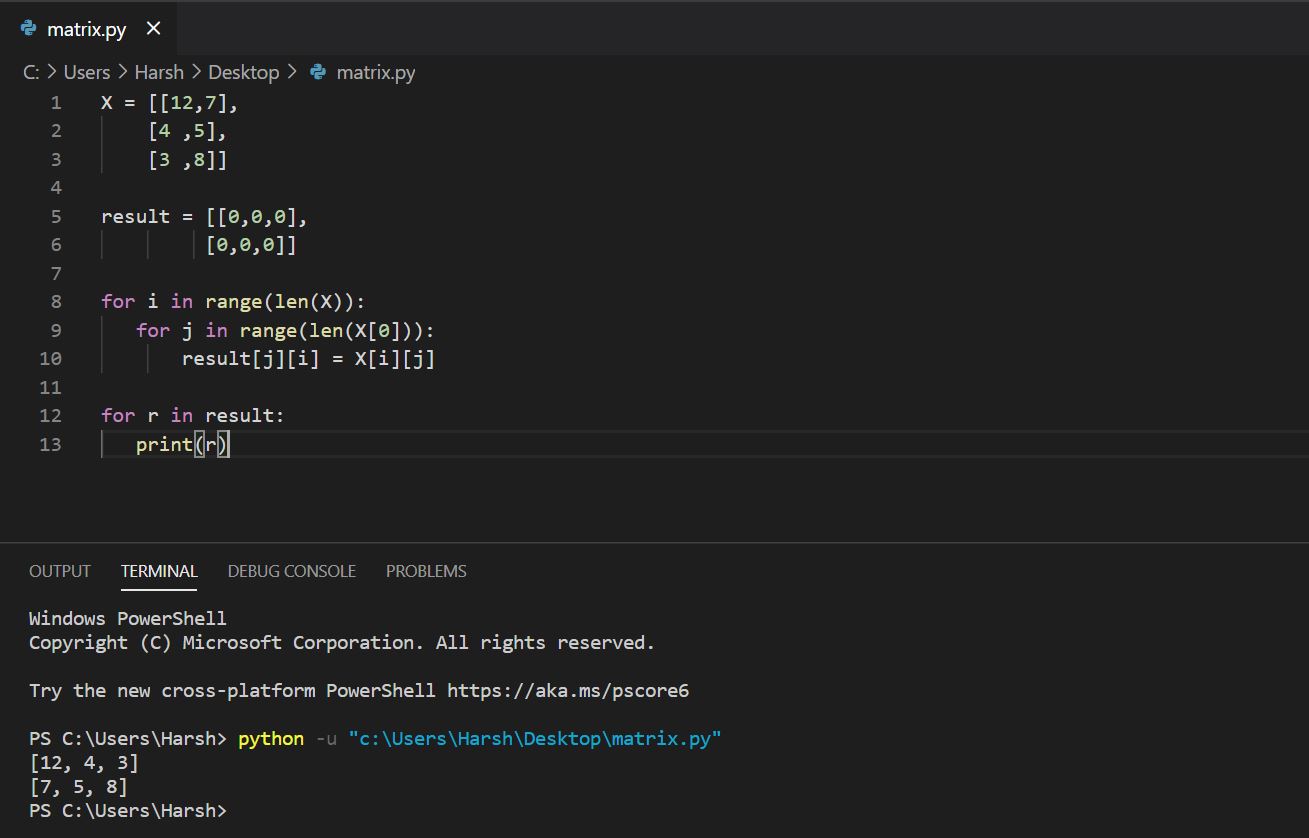 matrix.py
C: > Users > Harsh > Desktop > matrix.py
1 X = [[12,7],
2     [4 ,5],
3     [3 ,8]]
4
5 result = [[0,0,0],
6          [0,0,0]]
7
8 for i in range(len(X)):
9    for j in range(len(X[0])):
10        result[j][i] = X[i][j]
11
12 for r in result:
13    print(r)
OUTPUT TERMINAL DEBUG CONSOLE PROBLEMS
Windows PowerShell
Copyright (C) Microsoft Corporation. All rights reserved.
Try the new cross-platform PowerShell https://aka.ms/pscore6
PS C:\Users\Harsh> python -u "c:\Users\Harsh\Desktop\matrix.py"
[12, 4, 3]
[7, 5, 8]
PS C:\Users\Harsh>